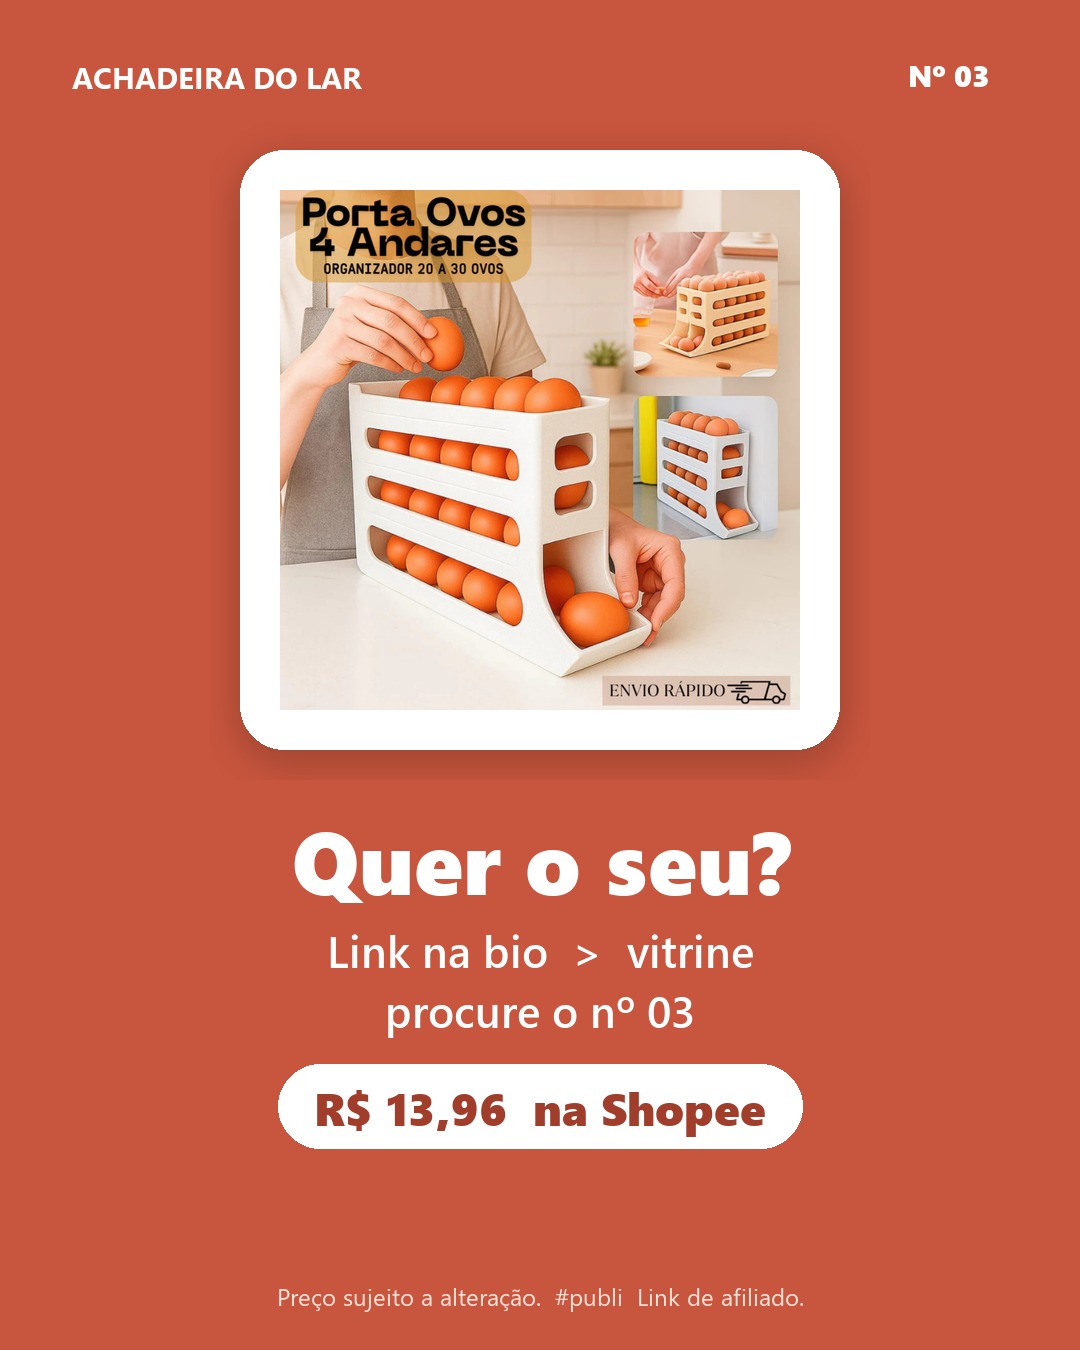 ACHADEIRA DO LAR
Nº 03
Porta Ovos
4 Andares
ORGANIZADOR 20 A 30 OVOS
ENVIO RÁPIDO
Quer o seu?
Link na bio > vitrine
procure o nº 03
R$ 13,96 na Shopee
Preço sujeito a alteração. #publi Link de afiliado.